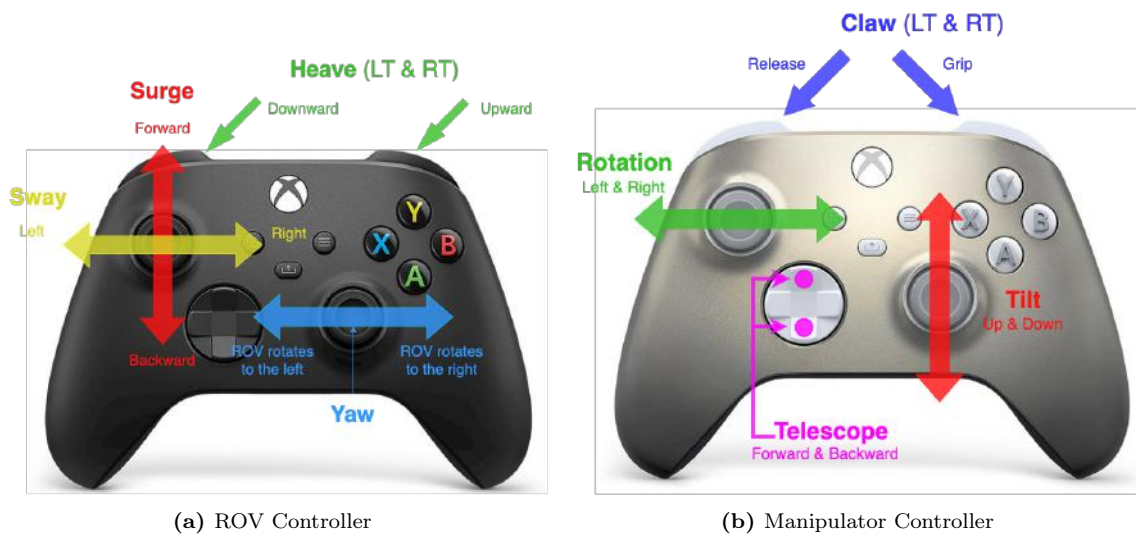 Heave (LT & RT)
Surge
Downward
Upward
Forward
Sway
Left
Right
Y
X
B
A
Backward
ROV rotates
to the left
ROV rotates
to the right
Yaw
(a) ROV Controller
Claw (LT & RT)
Release
Grip
Rotation
Left & Right
Y
X
B
A
Tilt
Up & Down
Telescope
Forward & Backward
(b) Manipulator Controller